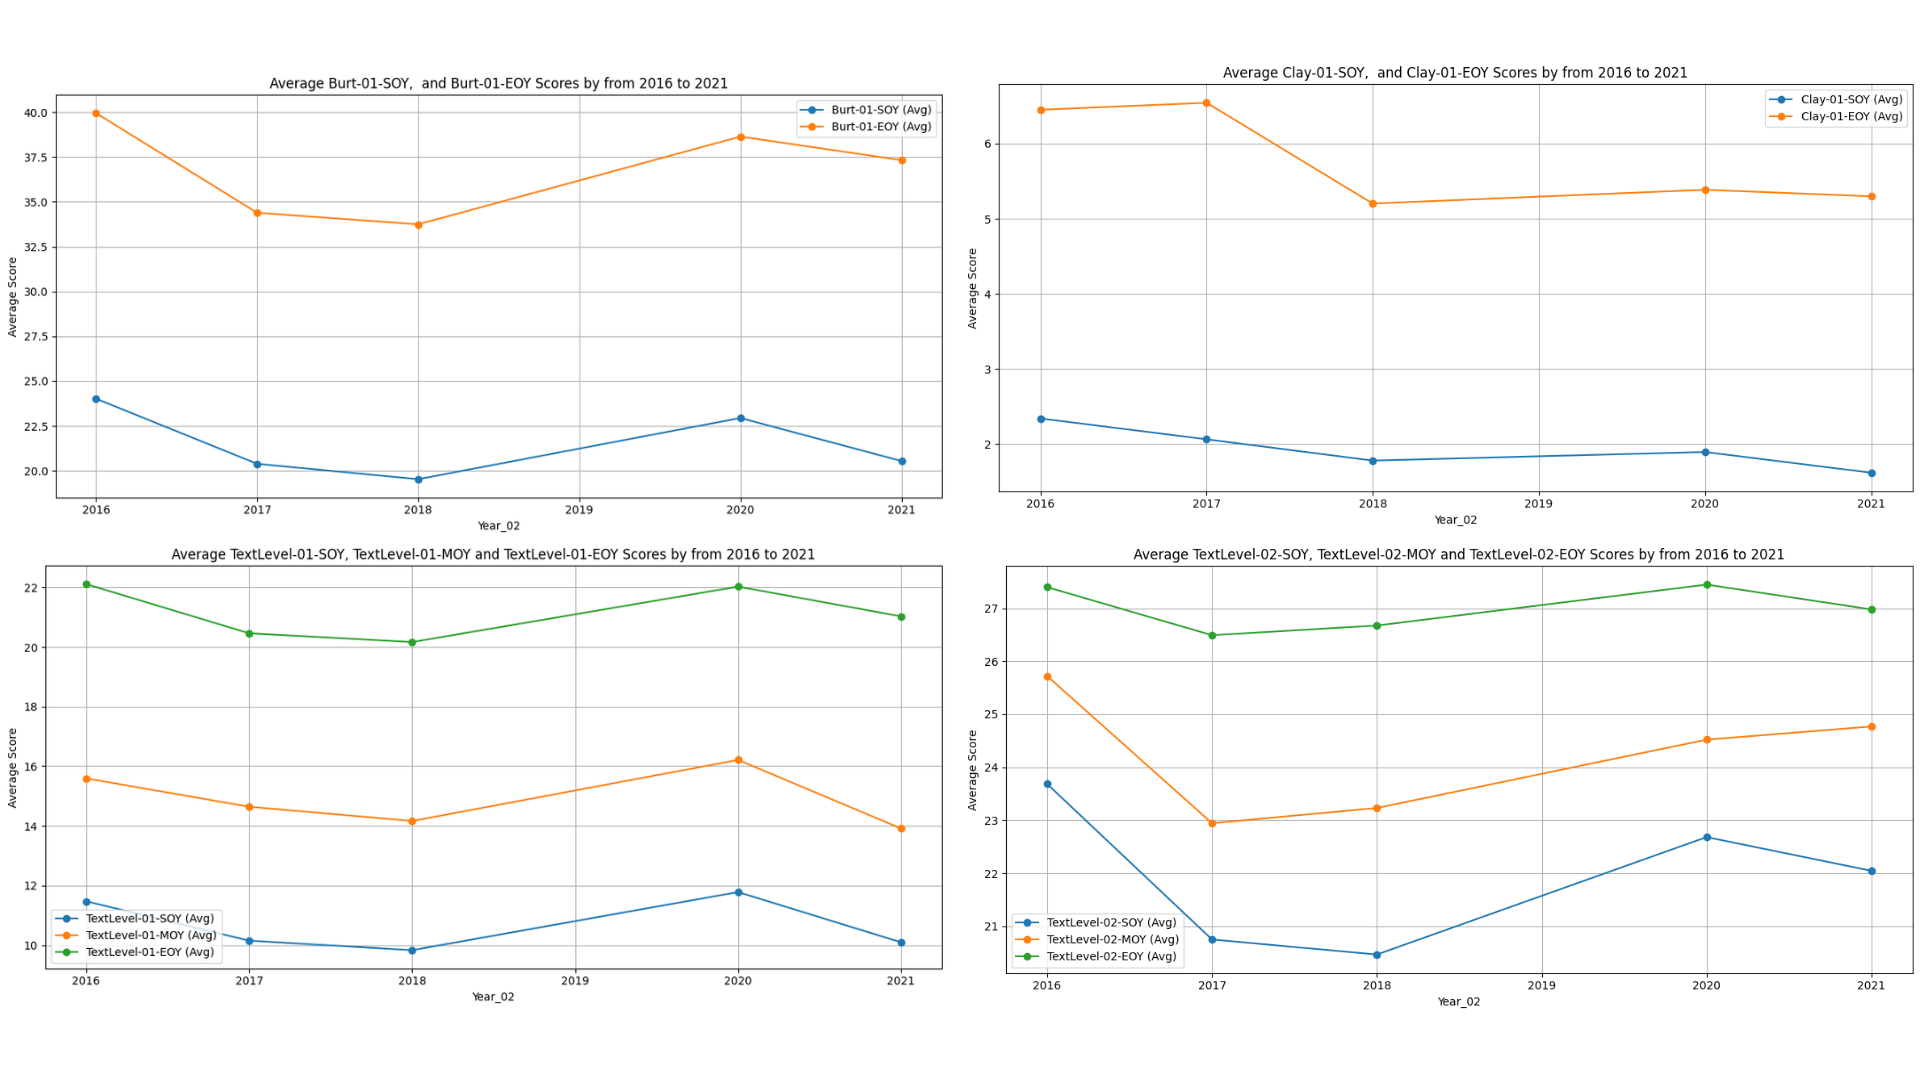 Average Burt-01-SOY,  and Burt-01-EOY Scores by from 2016 to 2021
Burt-01-SOY (Avg)
Burt-01-EOY (Avg)
Average Score
40.0
37.5
35.0
32.5
30.0
27.5
25.0
22.5
20.0
2016 2017 2018 2019 2020 2021
Year_02
Average Clay-01-SOY,  and Clay-01-EOY Scores by from 2016 to 2021
Clay-01-SOY (Avg)
Clay-01-EOY (Avg)
Average Score
6
5
4
3
2
2016 2017 2018 2019 2020 2021
Year_02
Average TextLevel-01-SOY, TextLevel-01-MOY and TextLevel-01-EOY Scores by from 2016 to 2021
Average Score
22
20
18
16
14
12
10
TextLevel-01-SOY (Avg)
TextLevel-01-MOY (Avg)
TextLevel-01-EOY (Avg)
2016 2017 2018 2019 2020 2021
Year_02
Average TextLevel-02-SOY, TextLevel-02-MOY and TextLevel-02-EOY Scores by from 2016 to 2021
Average Score
27
26
25
24
23
22
21
TextLevel-02-SOY (Avg)
TextLevel-02-MOY (Avg)
TextLevel-02-EOY (Avg)
2016 2017 2018 2019 2020 2021
Year_02